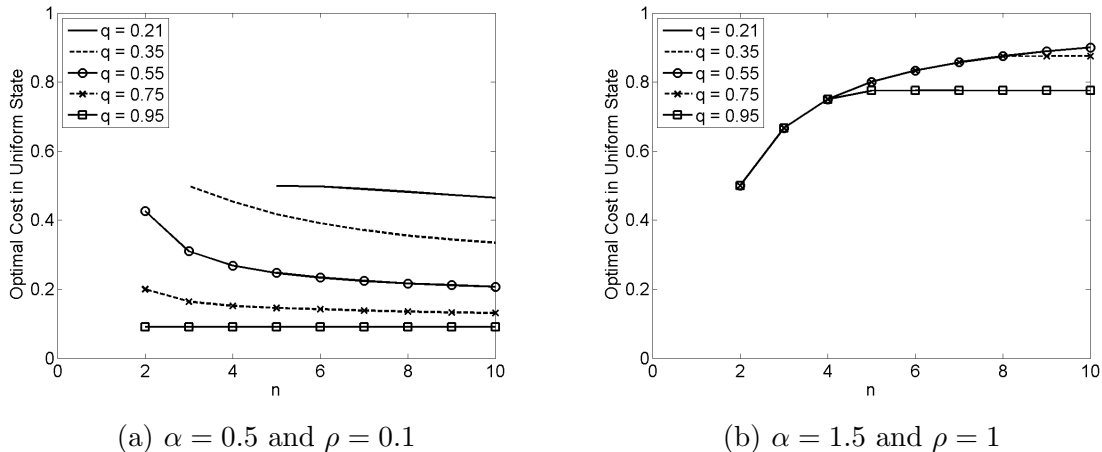 q = 0.21
q = 0.35
q = 0.55
q = 0.75
q = 0.95
Optimal Cost in Uniform State
1
0.8
0.6
0.4
0.2
0
0 2 4 6 8 10
n
(a) α = 0.5 and ρ = 0.1
q = 0.21
q = 0.35
q = 0.55
q = 0.75
q = 0.95
Optimal Cost in Uniform State
1
0.8
0.6
0.4
0.2
0
0 2 4 6 8 10
n
(b) α = 1.5 and ρ = 1